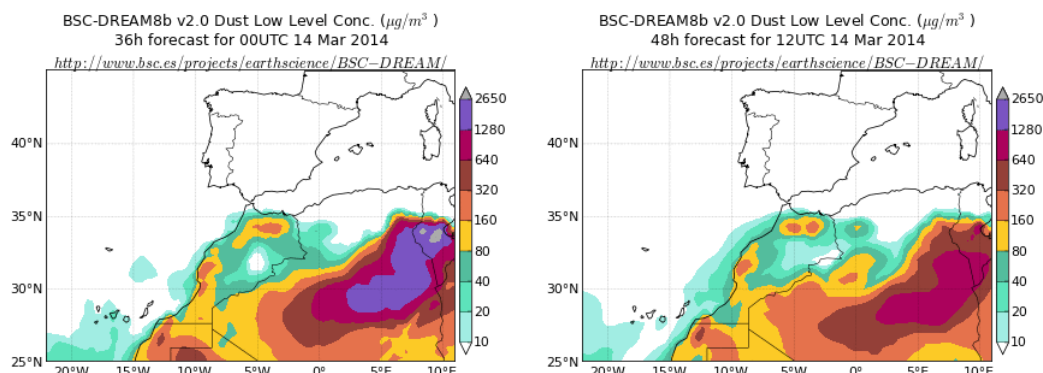 BSC-DREAM8b v2.0 Dust Low Level Conc. (μg/m³ )
36h forecast for 00UTC 14 Mar 2014
http://www.bsc.es/projects/earthscience/BSC−DREAM/
40°N
35°N
30°N
25°N
20°W
15°W
10°W
5°W
0°
5°E
10°E
2650
1280
640
320
160
80
40
20
10
BSC-DREAM8b v2.0 Dust Low Level Conc. (μg/m³ )
48h forecast for 12UTC 14 Mar 2014
http://www.bsc.es/projects/earthscience/BSC−DREAM/
40°N
35°N
30°N
25°N
20°W
15°W
10°W
5°W
0°
5°E
10°E
2650
1280
640
320
160
80
40
20
10